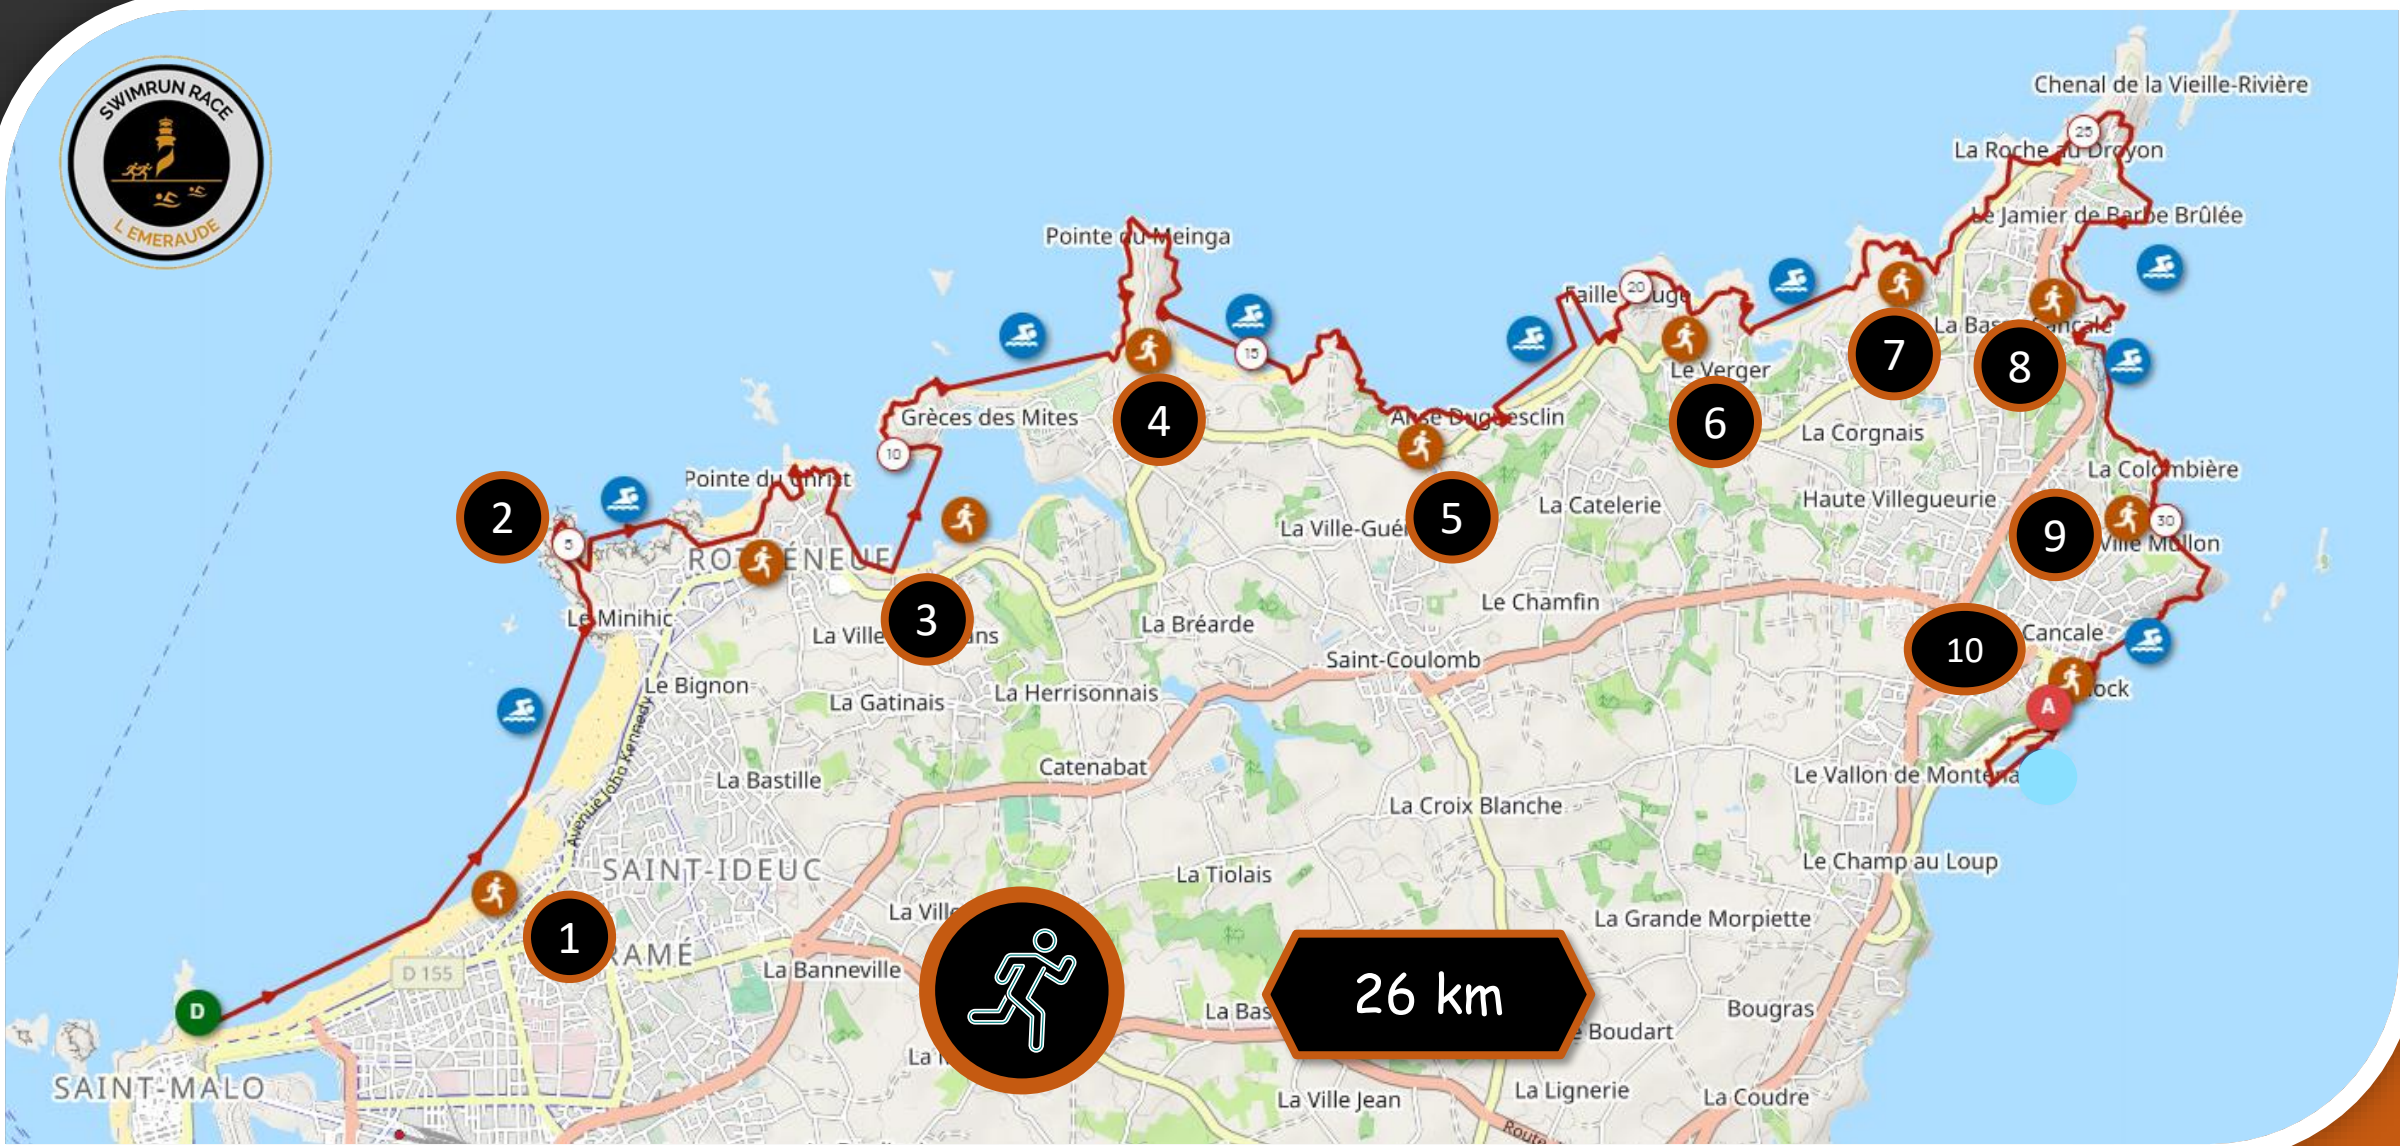 SWIMRUN RACE
L EMERAUDE
Chenal de la Vieille-Rivière
25
La Roche au Droyon
Le Jamier de Barbe Brûlée
Pointe du Meinga
20
15
Le Verger
7
8
Grèces des Mites
4
Anse Duguesclin
6
La Corgnais
10
Pointe du Christ
La Colombière
2
5
La Catelerie
Haute Villegueurie
5
30
9
ROTHÉNEUF
Le Minihic
3
La Bréarde
Le Chamfin
10
Cancale
Saint-Coulomb
Le Bignon
La Gatinais
La Herrisonnais
A
La Bastille
Catenabat
Le Vallon de Montena
La Croix Blanche
Avenue John Kennedy
SAINT-IDEUC
La Tiolais
Le Champ au Loup
1
La Ville
La Grande Morpiette
D 155
La Banneville
26 km
D
La Bas
Bougras
Boudart
SAINT-MALO
La Ville Jean
La Lignerie
La Coudre
Route